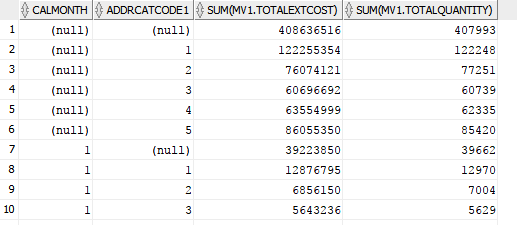 CALMONTH ADDRCATCODE1 SUM(MV1.TOTALEXTCOST) SUM(MV1.TOTALQUANTITY)
1 (null) (null) 408636516 407993
2 (null) 1 122255354 122248
3 (null) 2 76074121 77251
4 (null) 3 60696692 60739
5 (null) 4 63554999 62335
6 (null) 5 86055350 85420
7 1 (null) 39223850 39662
8 1 1 12876795 12970
9 1 2 6856150 7004
10 1 3 5643236 5629